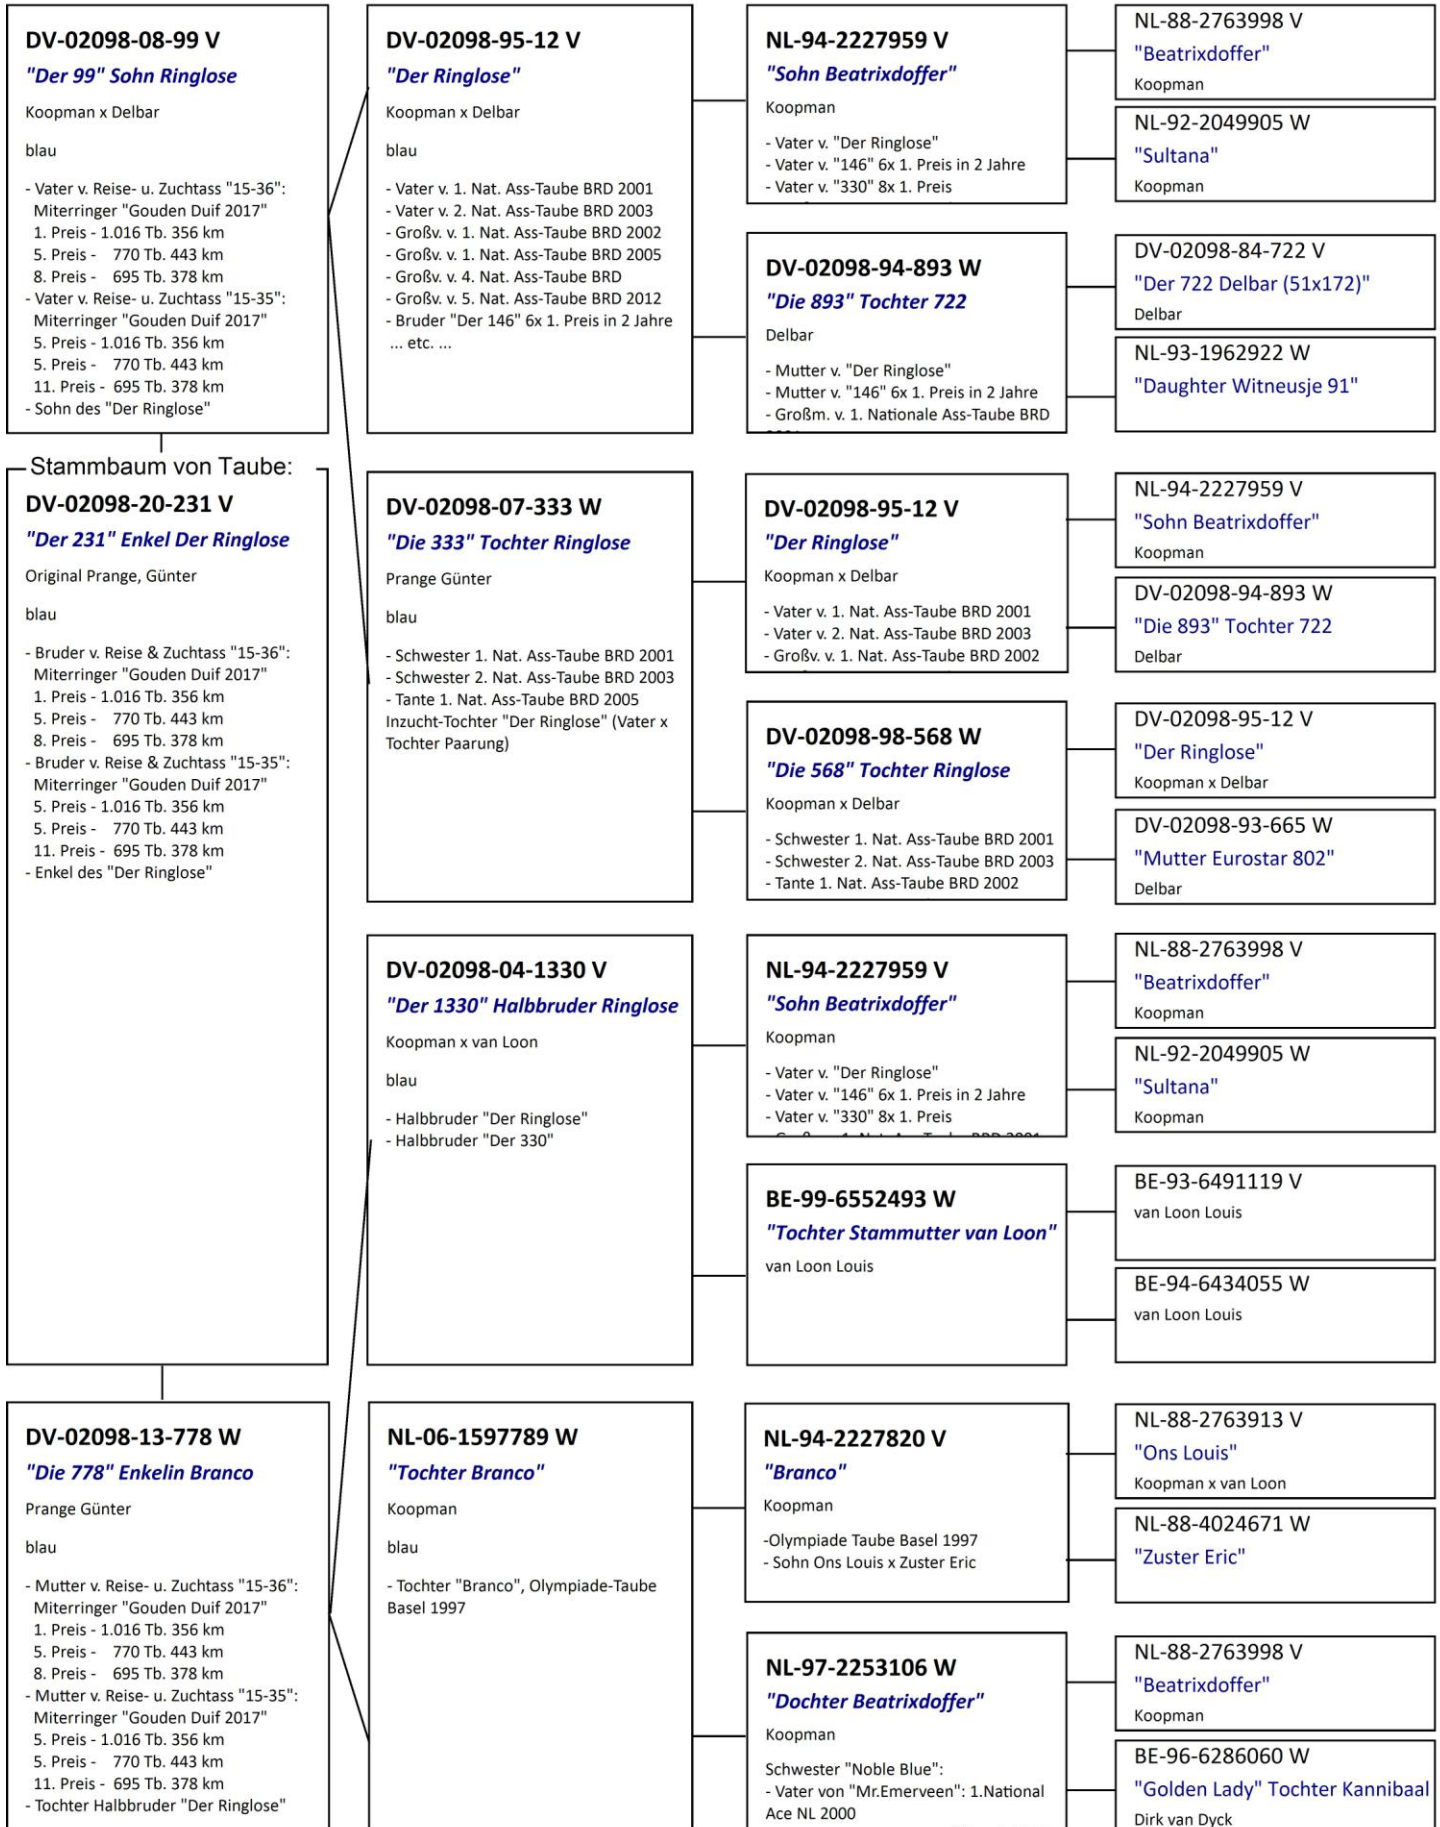 DV-02098-08-99 V
"Der 99" Sohn Ringlose
Koopman x Delbar
blau
- Vater v. Reise- u. Zuchtass "15-36":
Miterringer "Gouden Duif 2017"
1. Preis - 1.016 Tb. 356 km
5. Preis - 770 Tb. 443 km
8. Preis - 695 Tb. 378 km
- Vater v. Reise- u. Zuchtass "15-35":
Miterringer "Gouden Duif 2017"
5. Preis - 1.016 Tb. 356 km
5. Preis - 770 Tb. 443 km
11. Preis - 695 Tb. 378 km
- Sohn des "Der Ringlose"
Stammbaum von Taube:
DV-02098-20-231 V
"Der 231" Enkel Der Ringlose
Original Prange, Günter
blau
- Bruder v. Reise & Zuchtass "15-36":
Miterringer "Gouden Duif 2017"
1. Preis - 1.016 Tb. 356 km
5. Preis - 770 Tb. 443 km
8. Preis - 695 Tb. 378 km
- Bruder v. Reise & Zuchtass "15-35":
Miterringer "Gouden Duif 2017"
5. Preis - 1.016 Tb. 356 km
5. Preis - 770 Tb. 443 km
11. Preis - 695 Tb. 378 km
- Enkel des "Der Ringlose"
DV-02098-13-778 W
"Die 778" Enkelin Branco
Prange Günter
blau
- Mutter v. Reise- u. Zuchtass "15-36":
Miterringer "Gouden Duif 2017"
1. Preis - 1.016 Tb. 356 km
5. Preis - 770 Tb. 443 km
8. Preis - 695 Tb. 378 km
- Mutter v. Reise- u. Zuchtass "15-35":
Miterringer "Gouden Duif 2017"
5. Preis - 1.016 Tb. 356 km
5. Preis - 770 Tb. 443 km
11. Preis - 695 Tb. 378 km
- Tochter Halbbruder "Der Ringlose"
DV-02098-95-12 V
"Der Ringlose"
Koopman x Delbar
blau
- Vater v. 1. Nat. Ass-Taube BRD 2001
- Vater v. 2. Nat. Ass-Taube BRD 2003
- Großv. v. 1. Nat. Ass-Taube BRD 2002
- Großv. v. 1. Nat. Ass-Taube BRD 2005
- Großv. v. 4. Nat. Ass-Taube BRD
- Großv. v. 5. Nat. Ass-Taube BRD 2012
- Bruder "Der 146" 6x 1. Preis in 2 Jahre
... etc. ...
DV-02098-07-333 W
"Die 333" Tochter Ringlose
Prange Günter
blau
- Schwester 1. Nat. Ass-Taube BRD 2001
- Schwester 2. Nat. Ass-Taube BRD 2003
- Tante 1. Nat. Ass-Taube BRD 2005
Inzucht-Tochter "Der Ringlose" (Vater x
Tochter Paarung)
DV-02098-04-1330 V
"Der 1330" Halbbruder Ringlose
Koopman x van Loon
blau
- Halbbruder "Der Ringlose"
- Halbbruder "Der 330"
NL-06-1597789 W
"Tochter Branco"
Koopman
blau
- Tochter "Branco", Olympiade-Taube
Basel 1997
NL-94-2227959 V
"Sohn Beatrixdoffer"
Koopman
- Vater v. "Der Ringlose"
- Vater v. "146" 6x 1. Preis in 2 Jahre
- Vater v. "330" 8x 1. Preis
DV-02098-94-893 W
"Die 893" Tochter 722
Delbar
- Mutter v. "Der Ringlose"
- Mutter v. "146" 6x 1. Preis in 2 Jahre
- Großm. v. 1. Nationale Ass-Taube BRD
DV-02098-95-12 V
"Der Ringlose"
Koopman x Delbar
- Vater v. 1. Nat. Ass-Taube BRD 2001
- Vater v. 2. Nat. Ass-Taube BRD 2003
- Großv. v. 1. Nat. Ass-Taube BRD 2002
DV-02098-98-568 W
"Die 568" Tochter Ringlose
Koopman x Delbar
- Schwester 1. Nat. Ass-Taube BRD 2001
- Schwester 2. Nat. Ass-Taube BRD 2003
- Tante 1. Nat. Ass-Taube BRD 2002
NL-94-2227959 V
"Sohn Beatrixdoffer"
Koopman
- Vater v. "Der Ringlose"
- Vater v. "146" 6x 1. Preis in 2 Jahre
- Vater v. "330" 8x 1. Preis
BE-99-6552493 W
"Tochter Stammutter van Loon"
van Loon Louis
NL-94-2227820 V
"Branco"
Koopman
-Olympiade Taube Basel 1997
- Sohn Ons Louis x Zuster Eric
NL-97-2253106 W
"Dochter Beatrixdoffer"
Koopman
Schwester "Noble Blue":
- Vater von "Mr.Emerveen": 1.National
Ace NL 2000
NL-88-2763998 V
"Beatrixdoffer"
Koopman
NL-92-2049905 W
"Sultana"
Koopman
DV-02098-84-722 V
"Der 722 Delbar (51x172)"
Delbar
NL-93-1962922 W
"Daughter Witneusje 91"
NL-94-2227959 V
"Sohn Beatrixdoffer"
Koopman
DV-02098-94-893 W
"Die 893" Tochter 722
Delbar
DV-02098-95-12 V
"Der Ringlose"
Koopman x Delbar
DV-02098-93-665 W
"Mutter Eurostar 802"
Delbar
NL-88-2763998 V
"Beatrixdoffer"
Koopman
NL-92-2049905 W
"Sultana"
Koopman
BE-93-6491119 V
van Loon Louis
BE-94-6434055 W
van Loon Louis
NL-88-2763913 V
"Ons Louis"
Koopman x van Loon
NL-88-4024671 W
"Zuster Eric"
NL-88-2763998 V
"Beatrixdoffer"
Koopman
BE-96-6286060 W
"Golden Lady" Tochter Kannibaal
Dirk van Dyck